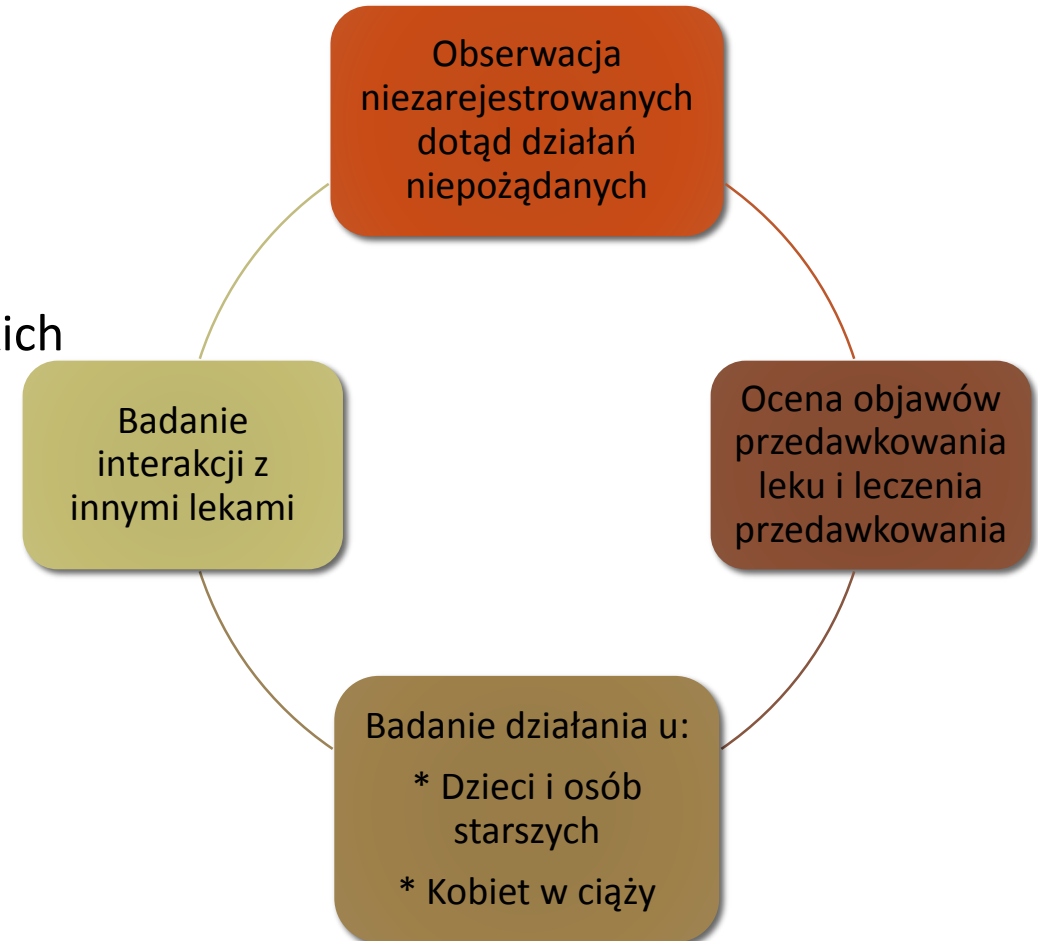 Obserwacja
niezarejestrowanych
dotąd działań
niepożądanych
ich
Badanie
interakcji z
innymi lekami
Ocena objawów
przedawkowania
leku i leczenia
przedawkowania
Badanie działania u:
* Dzieci i osób
starszych
* Kobiet w ciąży